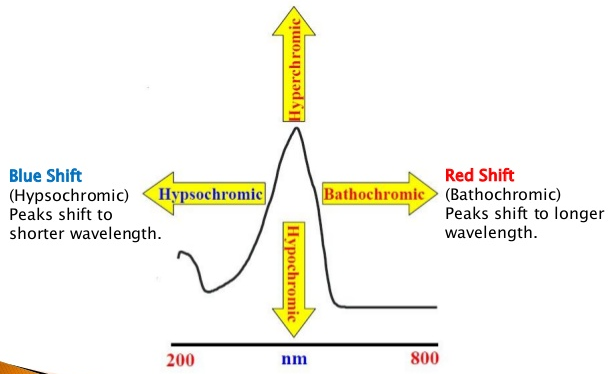 Hyperchromic
Blue Shift
(Hypsochromic)
Peaks shift to
shorter wavelength.
Hypsochromic
Bathochromic
Red Shift
(Bathochromic)
Peaks shift to longer
wavelength.
Hypochromic
200
nm
800